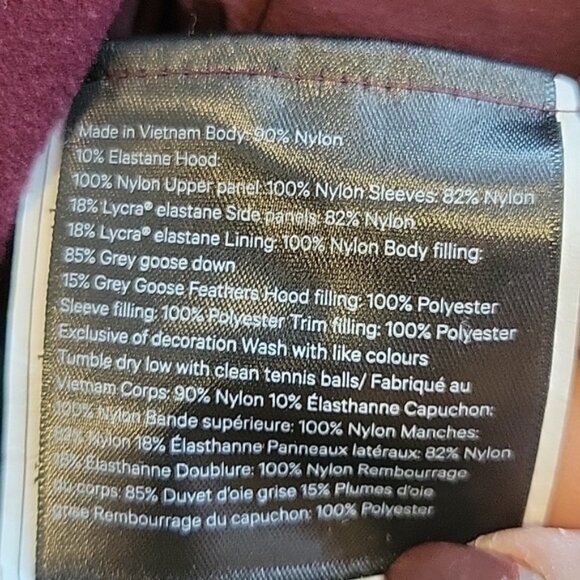 Made in Vietnam Body: 90% Nylon
10% Elastane Hood:
100% Nylon Upper panel: 100% Nylon Sleeves: 82% Nylon
18% Lycra® elastane Side panels: 82% Nylon
18% Lycra® elastane Lining: 100% Nylon Body filling:
85% Grey goose down
15% Grey Goose Feathers Hood filling: 100% Polyester
Sleeve filling: 100% Polyester Trim filling: 100% Polyester
Exclusive of decoration Wash with like colours
Tumble dry low with clean tennis balls/ Fabriqué au
Vietnam Corps: 90% Nylon 10% Élasthanne Capuchon:
100% Nylon Bande supérieure: 100% Nylon Manches:
82% Nylon 18% Élasthanne Panneaux latéraux: 82% Nylon
18% Élasthanne Doublure: 100% Nylon Rembourrage
du corps: 85% Duvet d'oie grise 15% Plumes d'oie
grise Rembourrage du capuchon: 100% Polyester